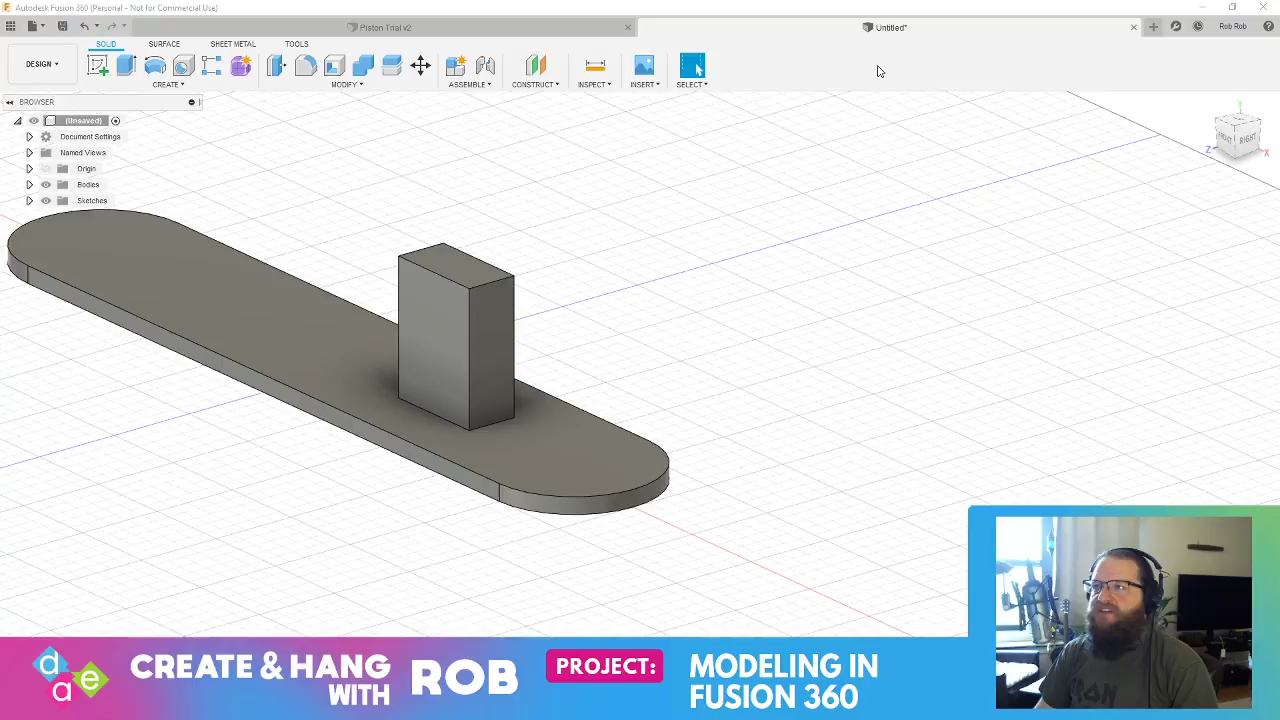 Autodesk Fusion 360 (Personal - Not for Commercial Use)
Piston Trial v2
Untitled*
Rob Rob
DESIGN
SOLID
SURFACE
SHEET METAL
TOOLS
CREATE
MODIFY
ASSEMBLE
CONSTRUCT
INSPECT
INSERT
SELECT
BROWSER
(Unsaved)
Document Settings
Named Views
Origin
Bodies
Sketches
Y
Z
X
RIGHT
CREATE & HANG
WITH
ROB
PROJECT:
MODELING IN
FUSION 360
d
a
e